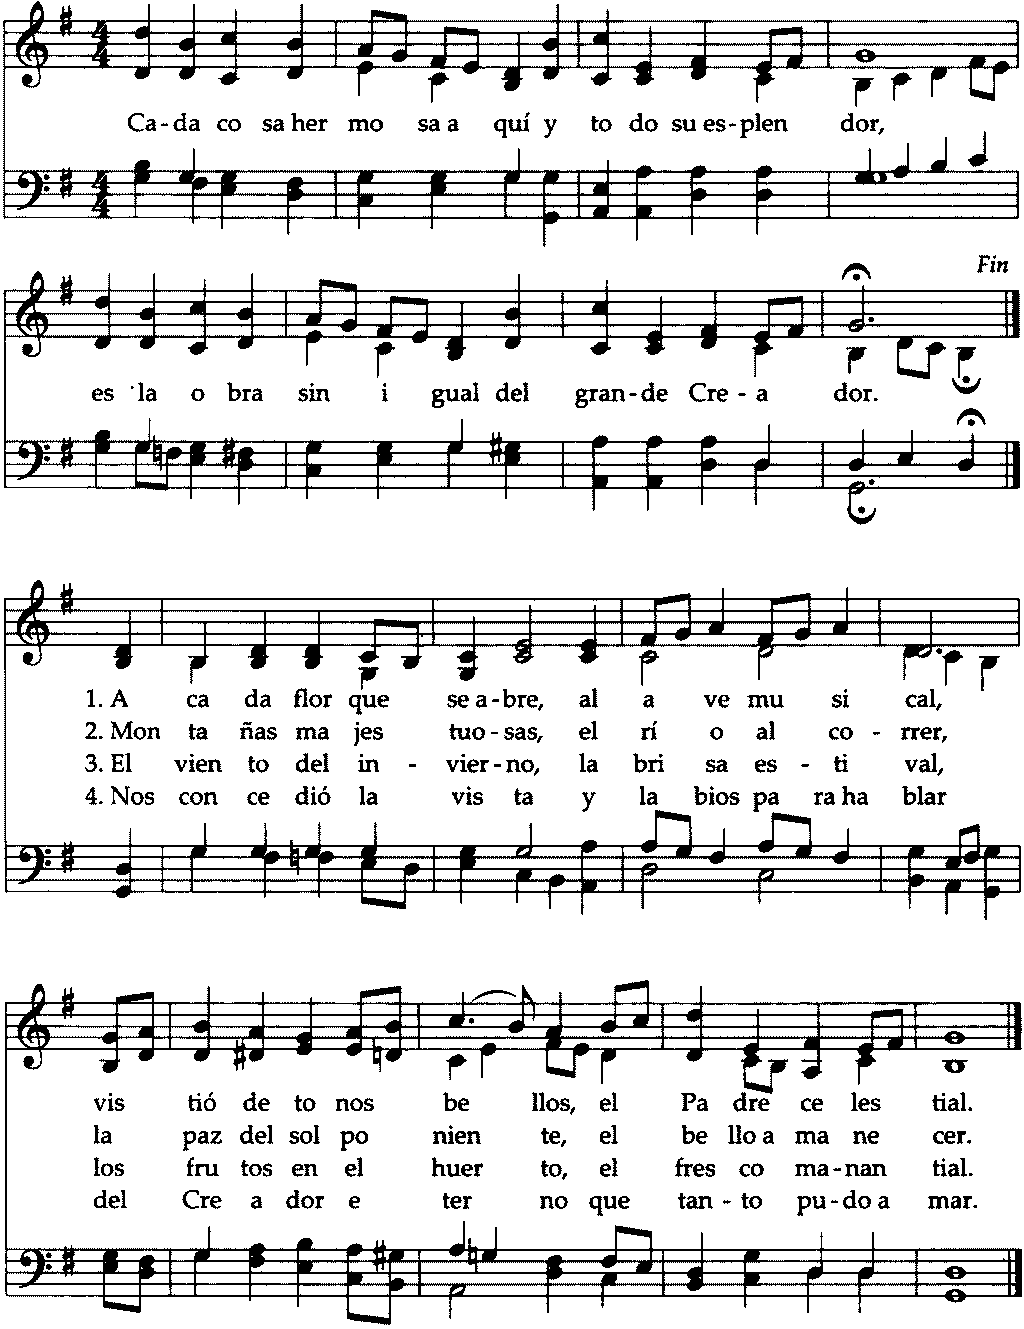 Ca-da co sa her mo sa a quí y to do su es-plen dor,
Fin
es la o bra sin i gual del gran-de Cre-a dor.
1. A ca da flor que se a-bre, al a ve mu si cal,
2. Mon ta ñas ma jes tuo-sas, el rí o al co-rrer,
3. El vien to del in-vier-no, la bri sa es-ti val,
4. Nos con ce dió la vis ta y la bios pa ra ha blar
vis tió de to nos be llos, el Pa dre ce les tial.
la paz del sol po nien te, el be llo a ma ne cer.
los fru tos en el huer to, el fres co ma-nan tial.
del Cre a dor e ter no que tan-to pu-do a mar.